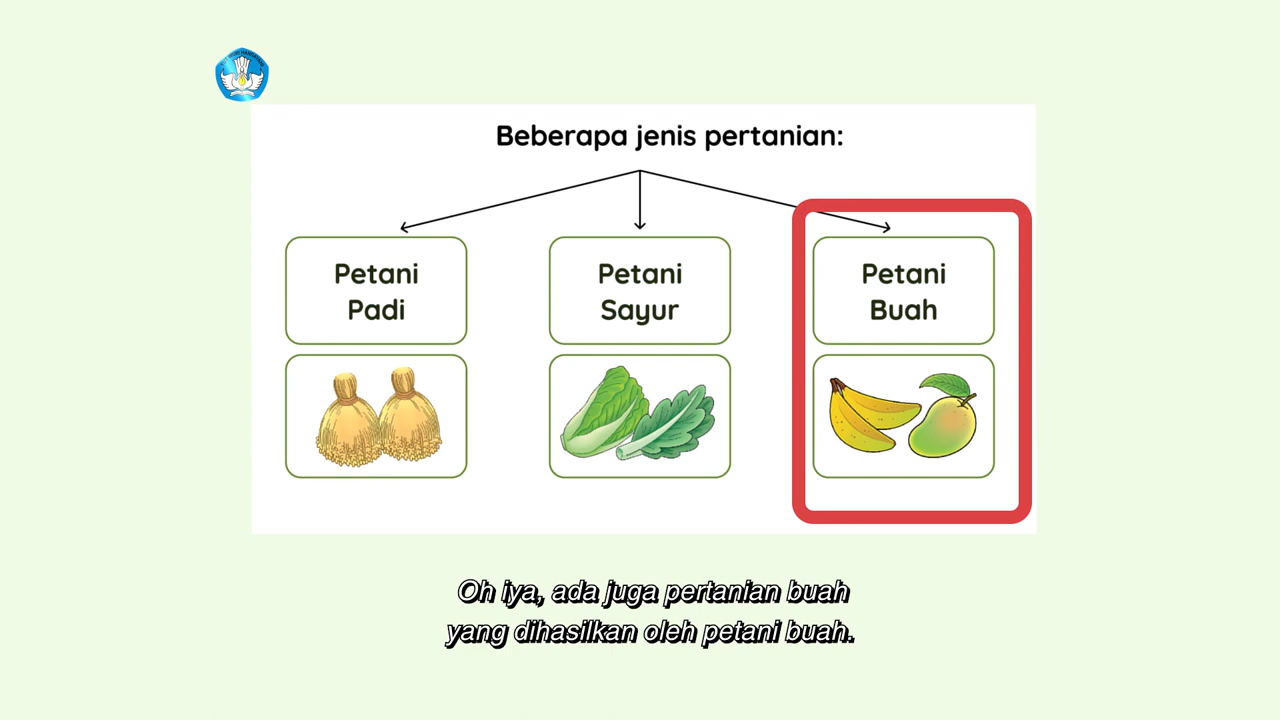 Beberapa jenis pertanian:
Petani
Padi
Petani
Sayur
Petani
Buah
Oh iya, ada juga pertanian buah
yang dihasilkan oleh petani buah.